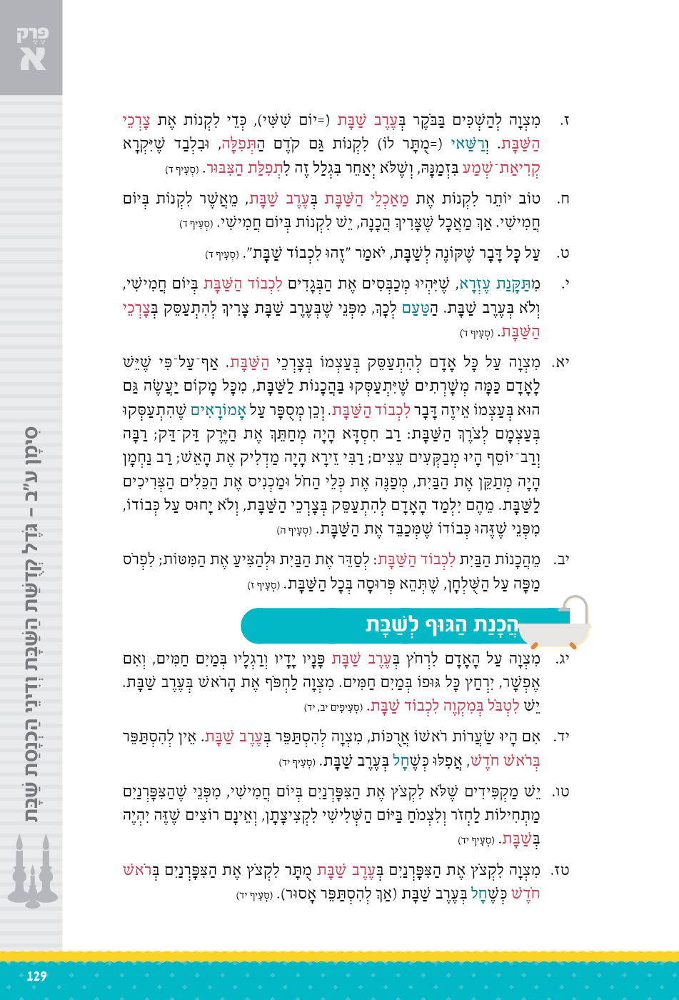 פֶּרֶק
א
ז. מִצְוָה לְהַשְׁכִּים בַּבֹּקֶר בְּעֶרֶב שַׁבָּת (=יוֹם שִׁשִּׁי), כְּדֵי לִקְנוֹת אֶת צָרְכֵי
הַשַּׁבָּת. וְרַשַּׁאי (=מֻתָּר לוֹ) לִקְנוֹת גַּם קֹדֶם הַתְּפִלָּה, וּבִלְבַד שֶׁיִּקְרָא
קְרִיאַת־שְׁמַע בִּזְמַנָּהּ, וְשֶׁלֹּא יְאַחֵר בִּגְלַל זֶה לִתְפִלַּת הַצִּבּוּר. (סְעִיף ד)
ח. טוֹב יוֹתֵר לִקְנוֹת אֶת מַאַכְלֵי הַשַּׁבָּת בְּעֶרֶב שַׁבָּת, מֵאֲשֶׁר לִקְנוֹת בְּיוֹם
חֲמִישִׁי. אַךְ מַאֲכָל שֶׁצָּרִיךְ הֲכָנָה, יֵשׁ לִקְנוֹת בְּיוֹם חֲמִישִׁי. (סְעִיף ד)
ט. עַל כָּל דָּבָר שֶׁקּוֹנֶה לְשַׁבָּת, יֹאמַר "זֶהוּ לִכְבוֹד שַׁבָּת". (סְעִיף ד)
י. מִתַּקָּנַת עֶזְרָא, שֶׁיִּהְיוּ מְכַבְּסִים אֶת הַבְּגָדִים לִכְבוֹד הַשַּׁבָּת בְּיוֹם חֲמִישִׁי,
וְלֹא בְּעֶרֶב שַׁבָּת. הַטַּעַם לְכָךְ, מִפְּנֵי שֶׁבְּעֶרֶב שַׁבָּת צָרִיךְ לְהִתְעַסֵּק בְּצָרְכֵי
הַשַּׁבָּת. (סְעִיף ד)
יא. מִצְוָה עַל כָּל אָדָם לְהִתְעַסֵּק בְּעַצְמוֹ בְּצָרְכֵי הַשַּׁבָּת. אַף־עַל־פִּי שֶׁיֵּשׁ
לָאָדָם כַּמָּה מְשָׁרְתִים שֶׁיִּתְעַסְּקוּ בַּהֲכָנוֹת לַשַּׁבָּת, מִכָּל מָקוֹם יַעֲשֶׂה גַּם
הוּא בְּעַצְמוֹ אֵיזֶה דָּבָר לִכְבוֹד הַשַּׁבָּת. וְכֵן מְסֻפָּר עַל אָמוֹרָאִים שֶׁהִתְעַסְּקוּ
בְּעַצְמָם לְצֹרֶךְ הַשַּׁבָּת: רַב חִסְדָּא הָיָה מְחַתֵּךְ אֶת הַיֶּרֶק דַּק־דַּק; רַבָּה
וְרַב־יוֹסֵף הָיוּ מְבַקְּעִים עֵצִים; רַבִּי זֵירָא הָיָה מַדְלִיק אֶת הָאֵשׁ; רַב נַחְמָן
הָיָה מְתַקֵּן אֶת הַבַּיִת, מְפַנֶּה אֶת כְּלֵי הַחֹל וּמַכְנִיס אֶת הַכֵּלִים הַצְּרִיכִים
לַשַּׁבָּת. מֵהֶם יִלְמַד הָאָדָם לְהִתְעַסֵּק בְּצָרְכֵי הַשַּׁבָּת, וְלֹא יָחוּס עַל כְּבוֹדוֹ,
מִפְּנֵי שֶׁזֶּהוּ כְּבוֹדוֹ שֶׁמְּכַבֵּד אֶת הַשַּׁבָּת. (סְעִיף ה)
יב. מֵהֲכָנוֹת הַבַּיִת לִכְבוֹד הַשַּׁבָּת: לְסַדֵּר אֶת הַבַּיִת וּלְהַצִּיעַ אֶת הַמִּטּוֹת; לִפְרֹס
מַפָּה עַל הַשֻּׁלְחָן, שֶׁתְּהֵא פְּרוּסָה בְּכָל הַשַּׁבָּת. (סְעִיף ז)
הֲכָנַת הַגּוּף לְשַׁבָּת
יג. מִצְוָה עַל הָאָדָם לִרְחֹץ בְּעֶרֶב שַׁבָּת פָּנָיו יָדָיו וְרַגְלָיו בְּמַיִם חַמִּים, וְאִם
אֶפְשָׁר, יִרְחַץ כָּל גּוּפוֹ בְּמַיִם חַמִּים. מִצְוָה לַחְפֹּף אֶת הָרֹאשׁ בְּעֶרֶב שַׁבָּת.
יֵשׁ לִטְבֹּל בְּמִקְוֶה לִכְבוֹד שַׁבָּת. (סְעִיפִים יב, יד)
יד. אִם הָיוּ שַׂעֲרוֹת רֹאשׁוֹ אֲרֻכּוֹת, מִצְוָה לְהִסְתַּפֵּר בְּעֶרֶב שַׁבָּת. אֵין לְהִסְתַּפֵּר
בְּרֹאשׁ חֹדֶשׁ, אֲפִלּוּ כְּשֶׁחָל בְּעֶרֶב שַׁבָּת. (סְעִיף יד)
טו. יֵשׁ מַקְפִּידִים שֶׁלֹּא לִקְצֹץ אֶת הַצִּפָּרְנַיִם בְּיוֹם חֲמִישִׁי, מִפְּנֵי שֶׁהַצִּפָּרְנַיִם
מַתְחִילוֹת לַחְזֹר וְלִצְמֹחַ בַּיּוֹם הַשְּׁלִישִׁי לִקְצִיצָתָן, וְאֵינָם רוֹצִים שֶׁזֶּה יִהְיֶה
בְּשַׁבָּת. (סְעִיף יד)
טז. מִצְוָה לִקְצֹץ אֶת הַצִּפָּרְנַיִם בְּעֶרֶב שַׁבָּת מֻתָּר לִקְצֹץ אֶת הַצִּפָּרְנַיִם בְּרֹאשׁ
חֹדֶשׁ כְּשֶׁחָל בְּעֶרֶב שַׁבָּת (אַךְ לְהִסְתַּפֵּר אָסוּר). (סְעִיף יד)
סִימָן ע"ב – גֹּדֶל קְדֻשַּׁת הַשַּׁבָּת וְדִינֵי הַכְנָסַת שַׁבָּת
129